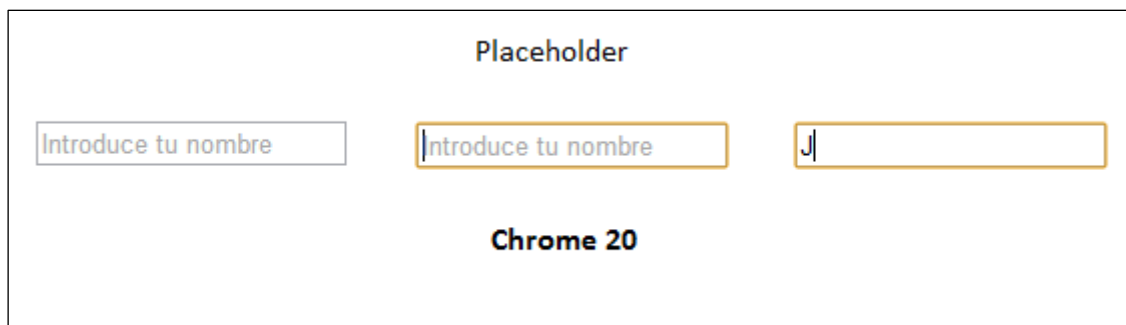 Placeholder
Introduce tu nombre Introduce tu nombre J
Chrome 20